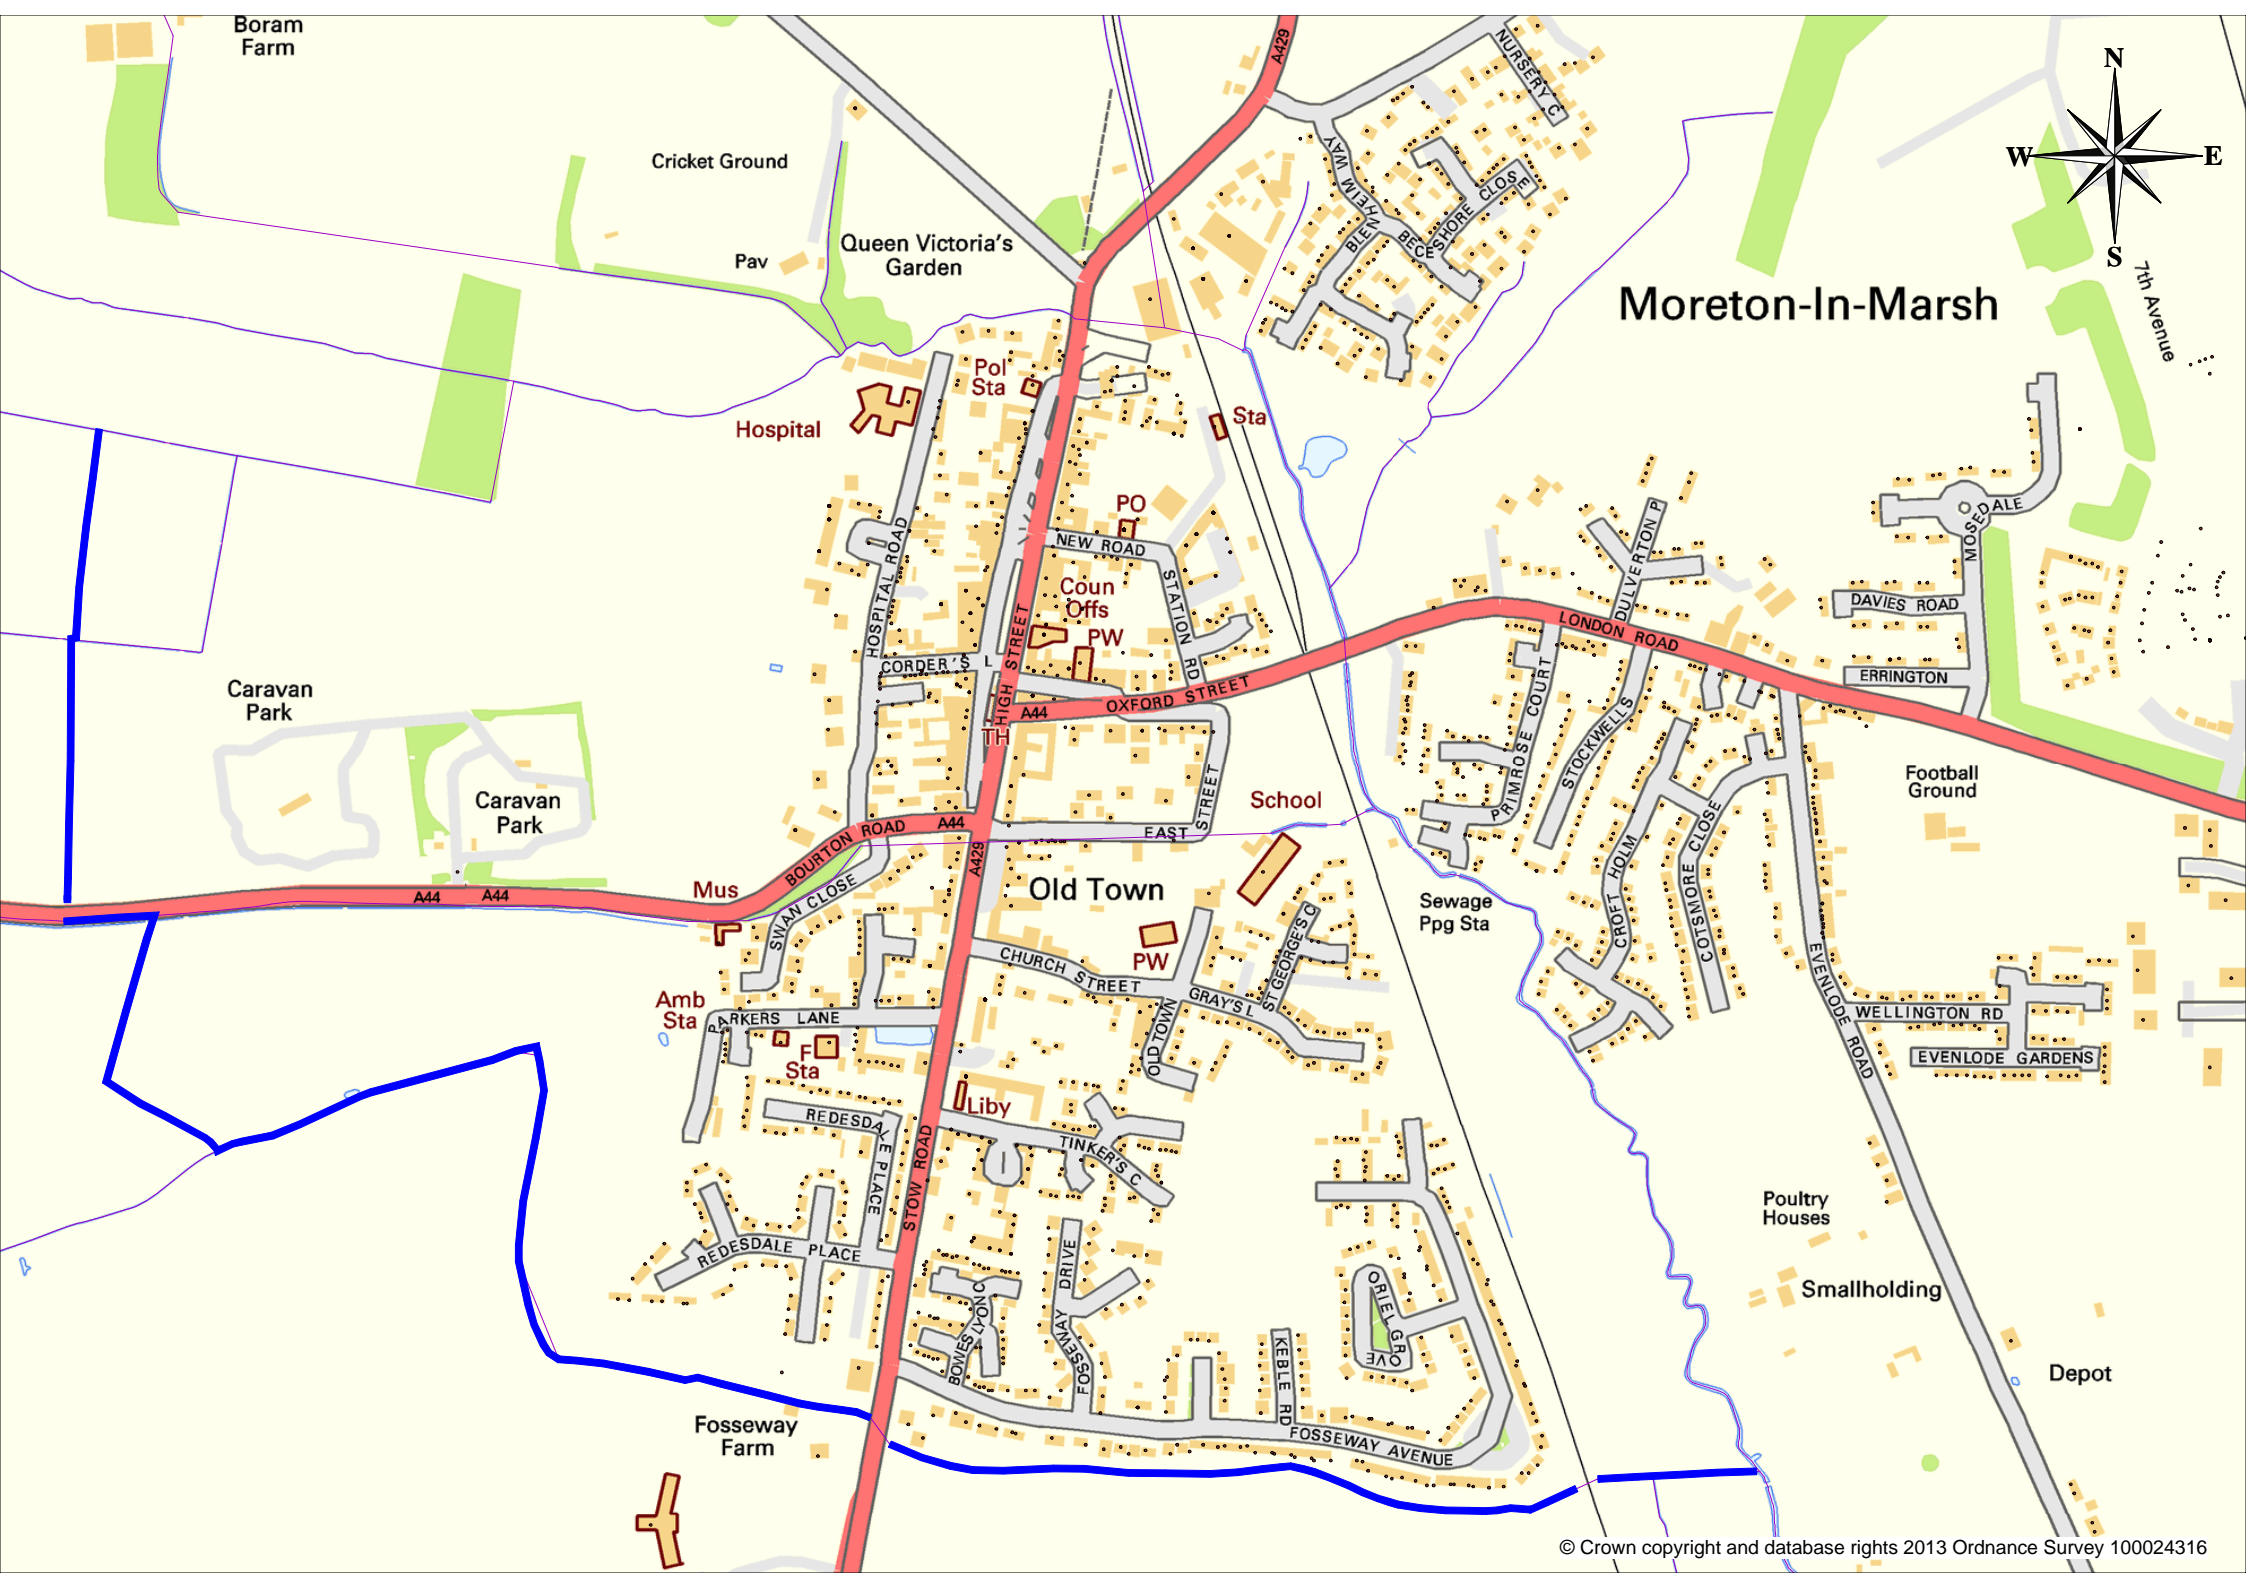 Boram
Farm
A429
NURSERY C
N
W
E
S
Cricket Ground
Queen Victoria's
Garden
Pav
BLENHEIM WAY
BECESHORE CLOSE
Moreton-In-Marsh
7th Avenue
Pol
Sta
Hospital
Sta
PO
NEW ROAD
HOSPITAL ROAD
STATION RD
Coun
Offs
PW
HIGH STREET
CORDER'S L
DULVERTON P
MOSEDALE
DAVIES ROAD
LONDON ROAD
ERRINGTON
Caravan
Park
OXFORD STREET
A44
TH
PRIMROSE COURT
STOCKWELLS
Caravan
Park
School
Football
Ground
BOURTON ROAD
A44
EAST STREET
A429
CROFT HOLM
COTSMORE CLOSE
A44
A44
Mus
SWAN CLOSE
Old Town
Sewage
Ppg Sta
CHURCH STREET
PW
GRAY'S L
ST GEORGE'S C
EVENLODE ROAD
Amb
Sta
PARKERS LANE
OLD TOWN
WELLINGTON RD
EVENLODE GARDENS
F
Sta
Liby
REDESDALE PLACE
TINKER'S C
STOW ROAD
Poultry
Houses
REDESDALE PLACE
Smallholding
BOWES LYON C
FOSSEWAY DRIVE
ORIEL GROVE
KEBLE RD
Depot
Fosseway
Farm
FOSSEWAY AVENUE
© Crown copyright and database rights 2013 Ordnance Survey 100024316